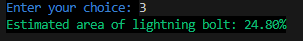 Enter your choice: 3
Estimated area of lightning bolt: 24.80%